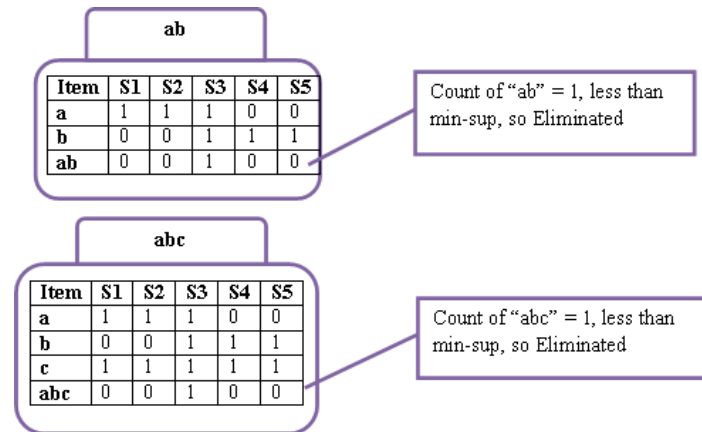 ab
Item S1 S2 S3 S4 S5
a 1 1 1 0 0
b 0 0 1 1 1
ab 0 0 1 0 0
Count of “ab” = 1, less than
min-sup, so Eliminated
abc
Item S1 S2 S3 S4 S5
a 1 1 1 0 0
b 0 0 1 1 1
c 1 1 1 1 1
abc 0 0 1 0 0
Count of “abc” = 1, less than
min-sup, so Eliminated